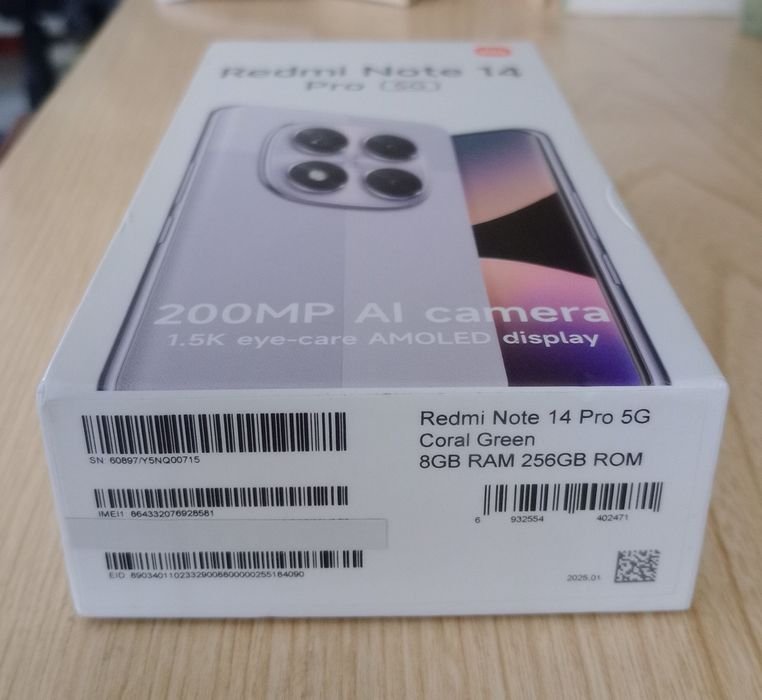 Redmi Note 14
Pro 5G
200MP AI camera
1.5K eye-care AMOLED display
SN: 60897/Y5NQ00715
IMEI1: 864332076928581
EID: 89034011023329006800000255164090
Redmi Note 14 Pro 5G
Coral Green
8GB RAM 256GB ROM
6 932554 402471
2025.01